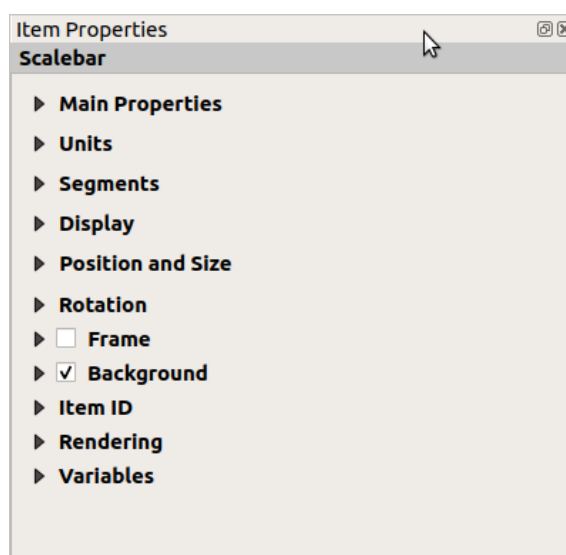 Item Properties
Scalebar
Main Properties
Units
Segments
Display
Position and Size
Rotation
Frame
Background
Item ID
Rendering
Variables